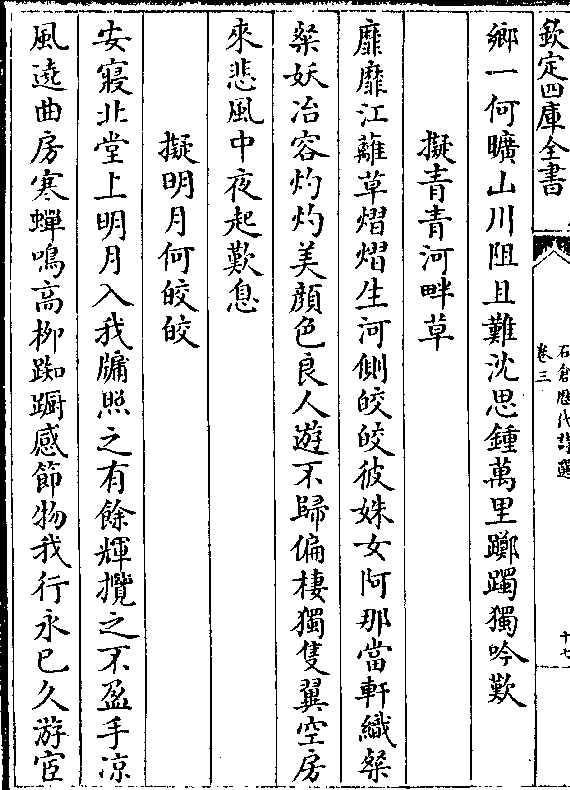 欽定四庫全書
石倉歷代詩選
卷三
十七
鄉一何曠山川阻且難沈思鍾萬里躑躅獨吟歎
擬青青河畔草
靡靡江蘺草熠熠生河側皎皎彼姝女阿那當軒織粲
粲妖冶容灼灼美顔色良人遊不歸偏棲獨隻翼空房
來悲風中夜起歎息
擬明月何皎皎
安寢北堂上明月入我牖照之有餘輝攬之不盈手凉
風遶曲房寒蟬鳴高柳踟蹰感節物我行永已久游宦